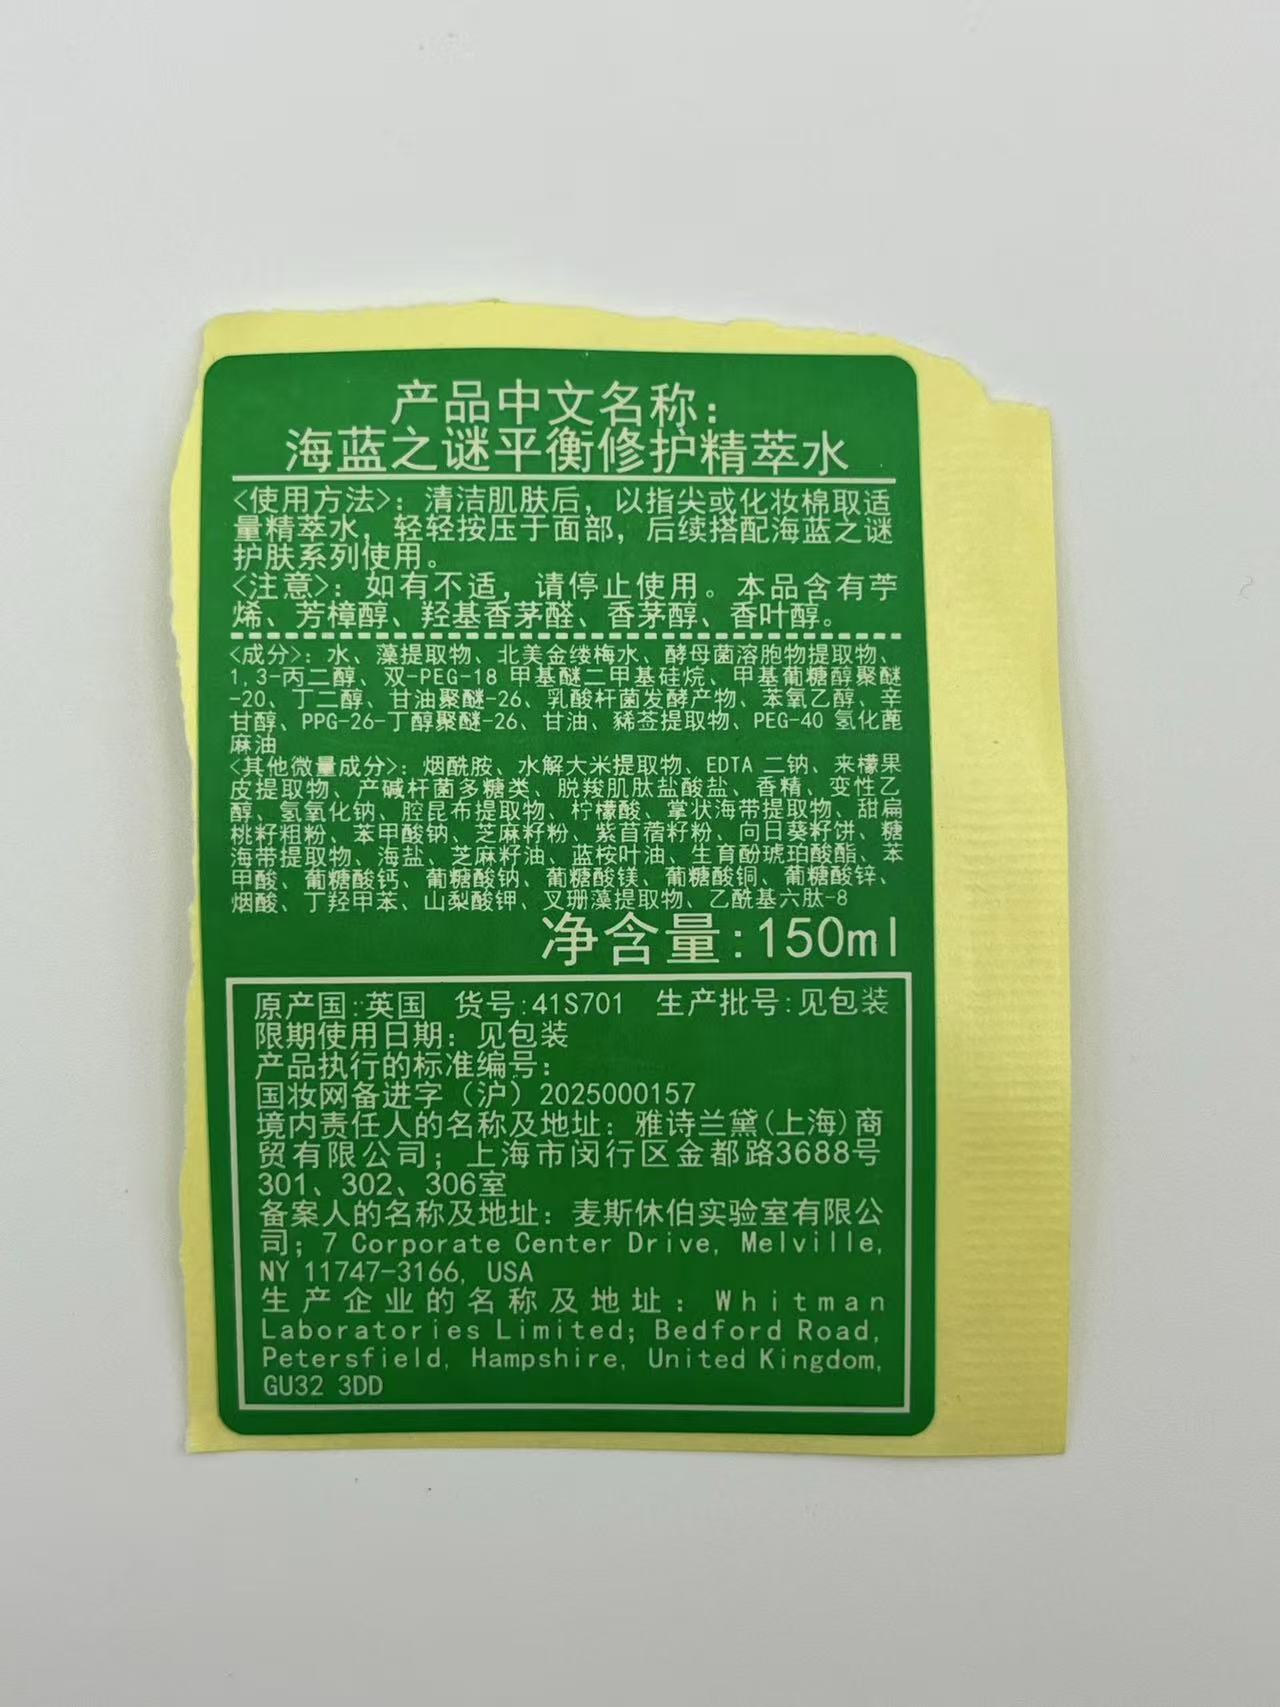 产品中文名称：
海蓝之谜平衡修护精萃水
<使用方法>：清洁肌肤后，以指尖或化妆棉取适
量精萃水，轻轻按压于面部，后续搭配海蓝之谜
护肤系列使用。
<注意>：如有不适，请停止使用。本品含有苧
烯、芳樟醇、羟基香茅醛、香茅醇、香叶醇。
<成分>：水、藻提取物、北美金缕梅水、酵母菌溶胞物提取物、
1,3-丙二醇、双-PEG-18 甲基醚二甲基硅烷、甲基葡糖醇聚醚
-20、丁二醇、甘油聚醚-26、乳酸杆菌发酵产物、苯氧乙醇、辛
甘醇、PPG-26-丁醇聚醚-26、甘油、豨莶提取物、PEG-40 氢化蓖
麻油
<其他微量成分>：烟酰胺、水解大米提取物、EDTA 二钠、来檬果
皮提取物、产碱杆菌多糖类、脱羧肌肽盐酸盐、香精、变性乙
醇、氢氧化钠、腔昆布提取物、柠檬酸、掌状海带提取物、甜扁
桃籽粗粉、苯甲酸钠、芝麻籽粉、紫苜蓿籽粉、向日葵籽饼、糖
海带提取物、海盐、芝麻籽油、蓝桉叶油、生育酚琥珀酸酯、苯
甲酸、葡糖酸钙、葡糖酸钠、葡糖酸镁、葡糖酸铜、葡糖酸锌、
烟酸、丁羟甲苯、山梨酸钾、叉珊藻提取物、乙酰基六肽-8
净含量:150ml
原产国:英国 货号:41S701 生产批号:见包装
限期使用日期：见包装
产品执行的标准编号：
国妆网备进字（沪）2025000157
境内责任人的名称及地址：雅诗兰黛(上海)商
贸有限公司；上海市闵行区金都路3688号
301、302、306室
备案人的名称及地址：麦斯休伯实验室有限公
司；7 Corporate Center Drive, Melville,
NY 11747-3166, USA
生产企业的名称及地址：Whitman
Laboratories Limited; Bedford Road,
Petersfield, Hampshire, United Kingdom,
GU32 3DD